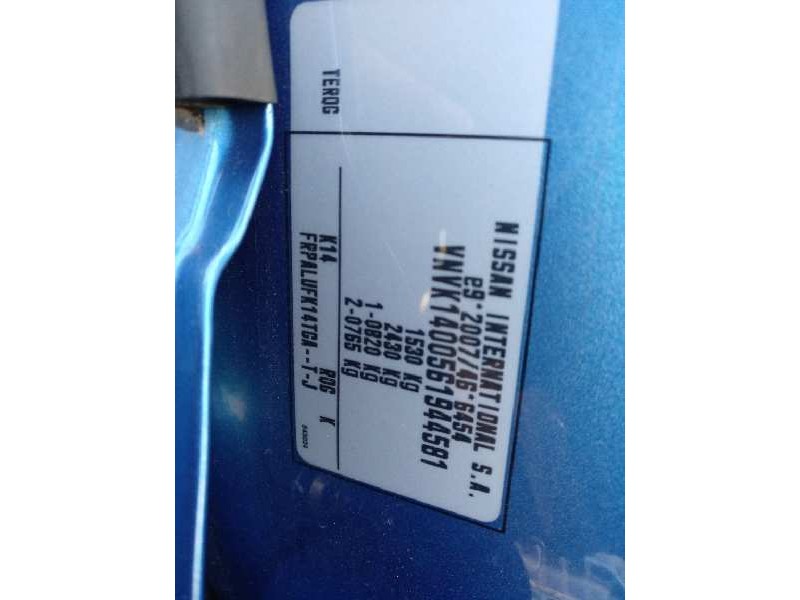 TERQG
NISSAN INTERNATIONAL S.A.
e9*2007/46*6454
VNVK1400561944581
1530 kg
2430 kg
1-0820 kg
2-0765 kg
K14 RQG K
FRPALUFK14TGA--T-J